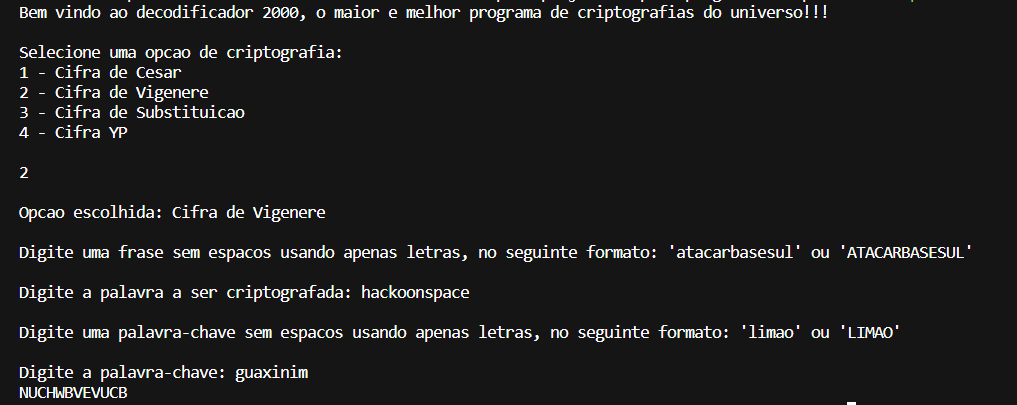 Bem vindo ao decodificador 2000, o maior e melhor programa de criptografias do universo!!!
Selecione uma opcao de criptografia:
1 - Cifra de Cesar
2 - Cifra de Vigenere
3 - Cifra de Substituicao
4 - Cifra YP
2
Opcao escolhida: Cifra de Vigenere
Digite uma frase sem espacos usando apenas letras, no seguinte formato: 'atacarbasesul' ou 'ATACARBASESUL'
Digite a palavra a ser criptografada: hackoonspace
Digite uma palavra-chave sem espacos usando apenas letras, no seguinte formato: 'limao' ou 'LIMAO'
Digite a palavra-chave: guaxinim
NUCHWBVEVUCB